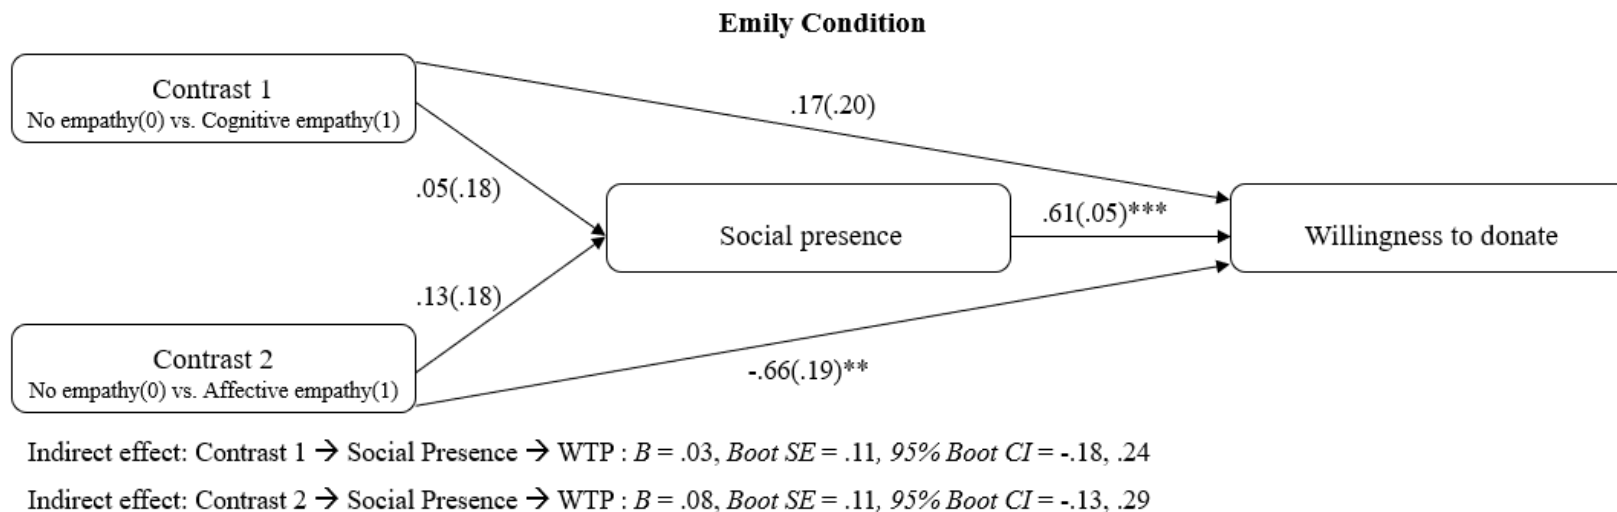 Emily Condition
Contrast 1
No empathy(0) vs. Cognitive empathy(1)
.17(.20)
.05(.18)
Social presence
.61(.05)***
Willingness to donate
.13(.18)
Contrast 2
No empathy(0) vs. Affective empathy(1)
-.66(.19)**
Indirect effect: Contrast 1 → Social Presence → WTP : B = .03, Boot SE = .11, 95% Boot CI = -.18, .24
Indirect effect: Contrast 2 → Social Presence → WTP : B = .08, Boot SE = .11, 95% Boot CI = -.13, .29